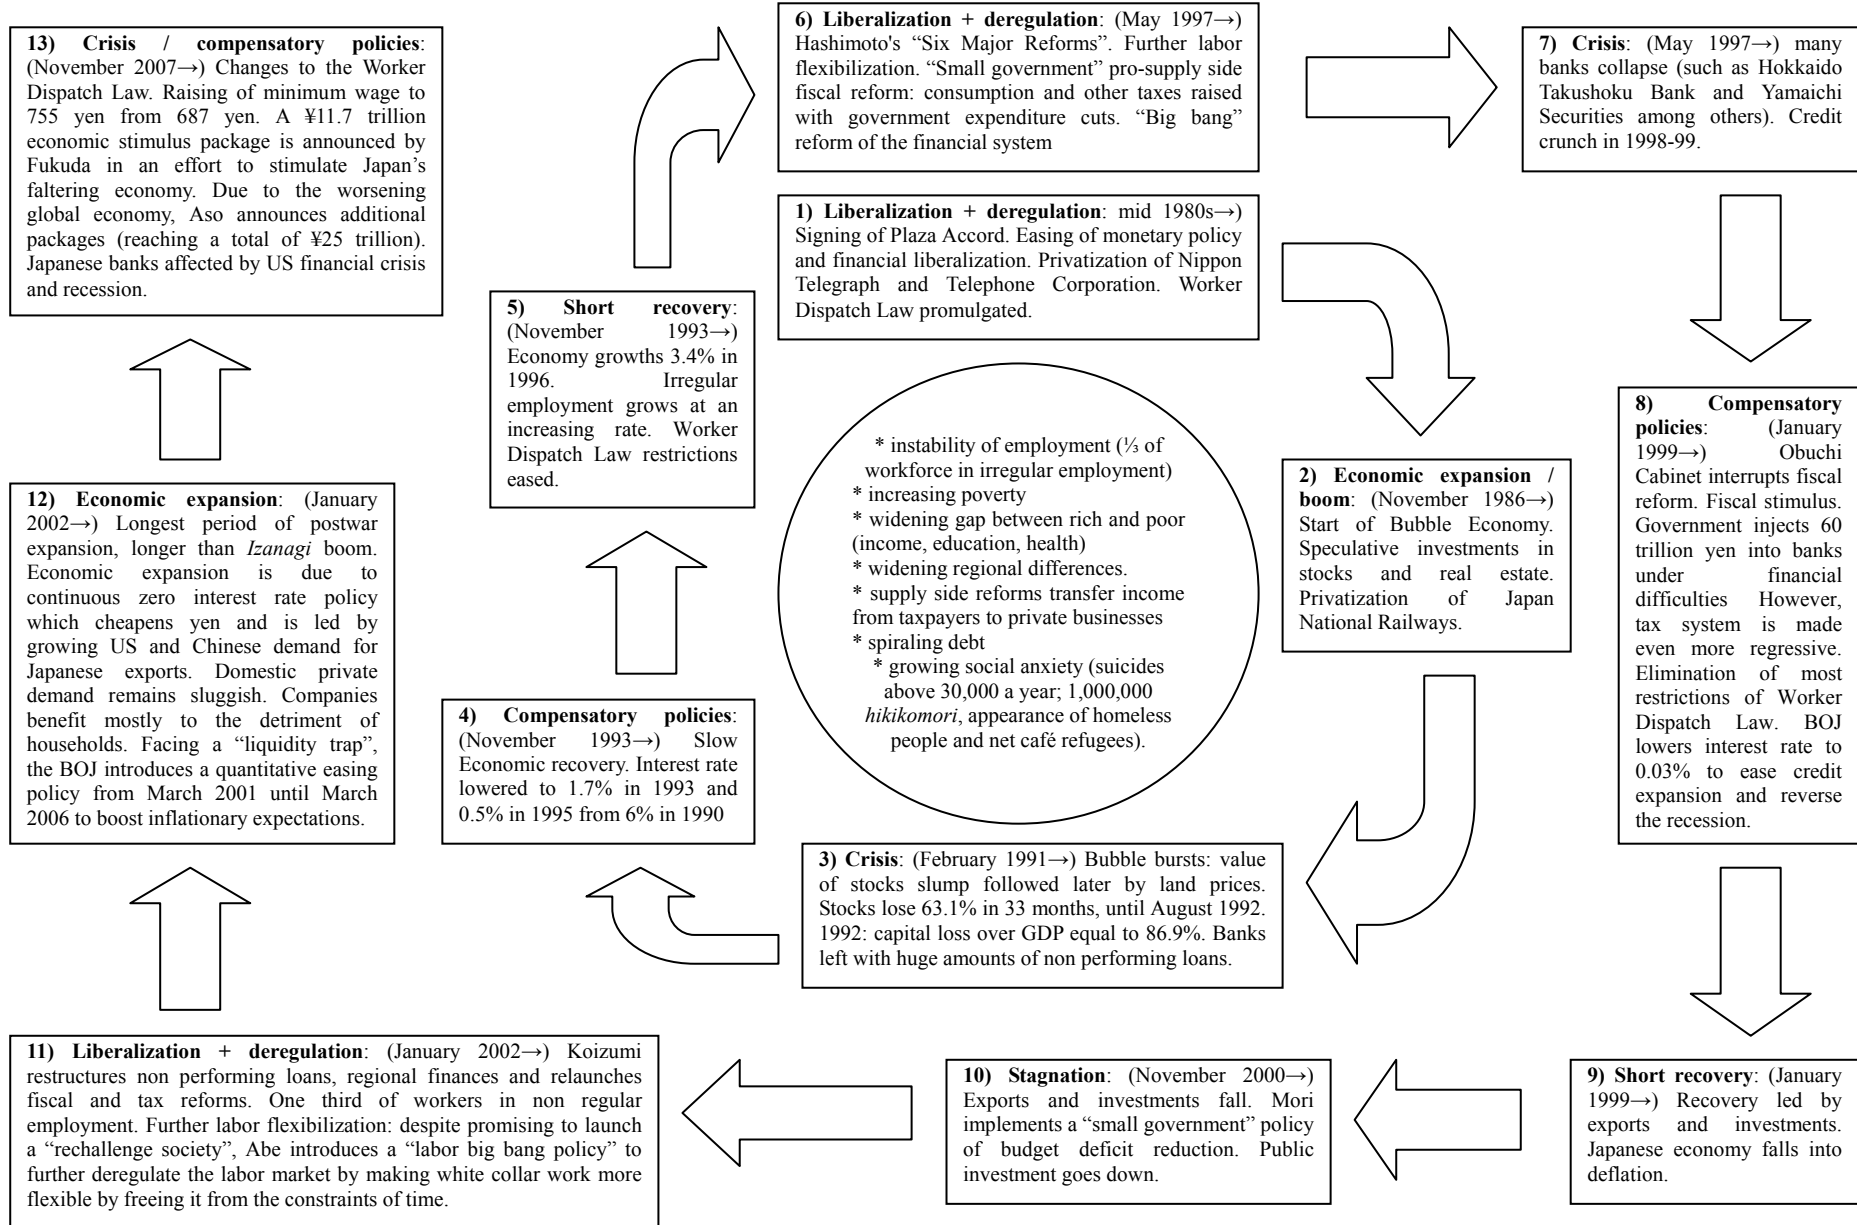 6) Liberalization + deregulation: (May 1997→)
Hashimoto's “Six Major Reforms”. Further labor
flexibilization. “Small government” pro-supply side
fiscal reform: consumption and other taxes raised
with government expenditure cuts. “Big bang”
reform of the financial system
13) Crisis / compensatory policies:
(November 2007→) Changes to the Worker
Dispatch Law. Raising of minimum wage to
755 yen from 687 yen. A ¥11.7 trillion
economic stimulus package is announced by
Fukuda in an effort to stimulate Japan’s
faltering economy. Due to the worsening
global economy, Aso announces additional
packages (reaching a total of ¥25 trillion).
Japanese banks affected by US financial crisis
and recession.
7) Crisis: (May 1997→) many
banks collapse (such as Hokkaido
Takushoku Bank and Yamaichi
Securities among others). Credit
crunch in 1998-99.
1) Liberalization + deregulation: mid 1980s→)
Signing of Plaza Accord. Easing of monetary policy
and financial liberalization. Privatization of Nippon
Telegraph and Telephone Corporation. Worker
Dispatch Law promulgated.
5) Short recovery:
(November 1993→)
Economy growths 3.4% in
1996. Irregular
employment grows at an
increasing rate. Worker
Dispatch Law restrictions
eased.
8) Compensatory
policies: (January
1999→) Obuchi
Cabinet interrupts fiscal
reform. Fiscal stimulus.
Government injects 60
trillion yen into banks
under financial
difficulties However,
tax system is made
even more regressive.
Elimination of most
restrictions of Worker
Dispatch Law. BOJ
lowers interest rate to
0.03% to ease credit
expansion and reverse
the recession.
* instability of employment (⅓ of
workforce in irregular employment)
* increasing poverty
* widening gap between rich and poor
(income, education, health)
* widening regional differences.
* supply side reforms transfer income
from taxpayers to private businesses
* spiraling debt
* growing social anxiety (suicides
above 30,000 a year; 1,000,000
hikikomori, appearance of homeless
people and net café refugees).
2) Economic expansion /
boom: (November 1986→)
Start of Bubble Economy.
Speculative investments in
stocks and real estate.
Privatization of Japan
National Railways.
12) Economic expansion: (January
2002→) Longest period of postwar
expansion, longer than Izanagi boom.
Economic expansion is due to
continuous zero interest rate policy
which cheapens yen and is led by
growing US and Chinese demand for
Japanese exports. Domestic private
demand remains sluggish. Companies
benefit mostly to the detriment of
households. Facing a “liquidity trap”,
the BOJ introduces a quantitative easing
policy from March 2001 until March
2006 to boost inflationary expectations.
4) Compensatory policies:
(November 1993→) Slow
Economic recovery. Interest rate
lowered to 1.7% in 1993 and
0.5% in 1995 from 6% in 1990
3) Crisis: (February 1991→) Bubble bursts: value
of stocks slump followed later by land prices.
Stocks lose 63.1% in 33 months, until August 1992.
1992: capital loss over GDP equal to 86.9%. Banks
left with huge amounts of non performing loans.
11) Liberalization + deregulation: (January 2002→) Koizumi
restructures non performing loans, regional finances and relaunches
fiscal and tax reforms. One third of workers in non regular
employment. Further labor flexibilization: despite promising to launch
a “rechallenge society”, Abe introduces a “labor big bang policy” to
further deregulate the labor market by making white collar work more
flexible by freeing it from the constraints of time.
10) Stagnation: (November 2000→)
Exports and investments fall. Mori
implements a “small government” policy
of budget deficit reduction. Public
investment goes down.
9) Short recovery: (January
1999→) Recovery led by
exports and investments.
Japanese economy falls into
deflation.